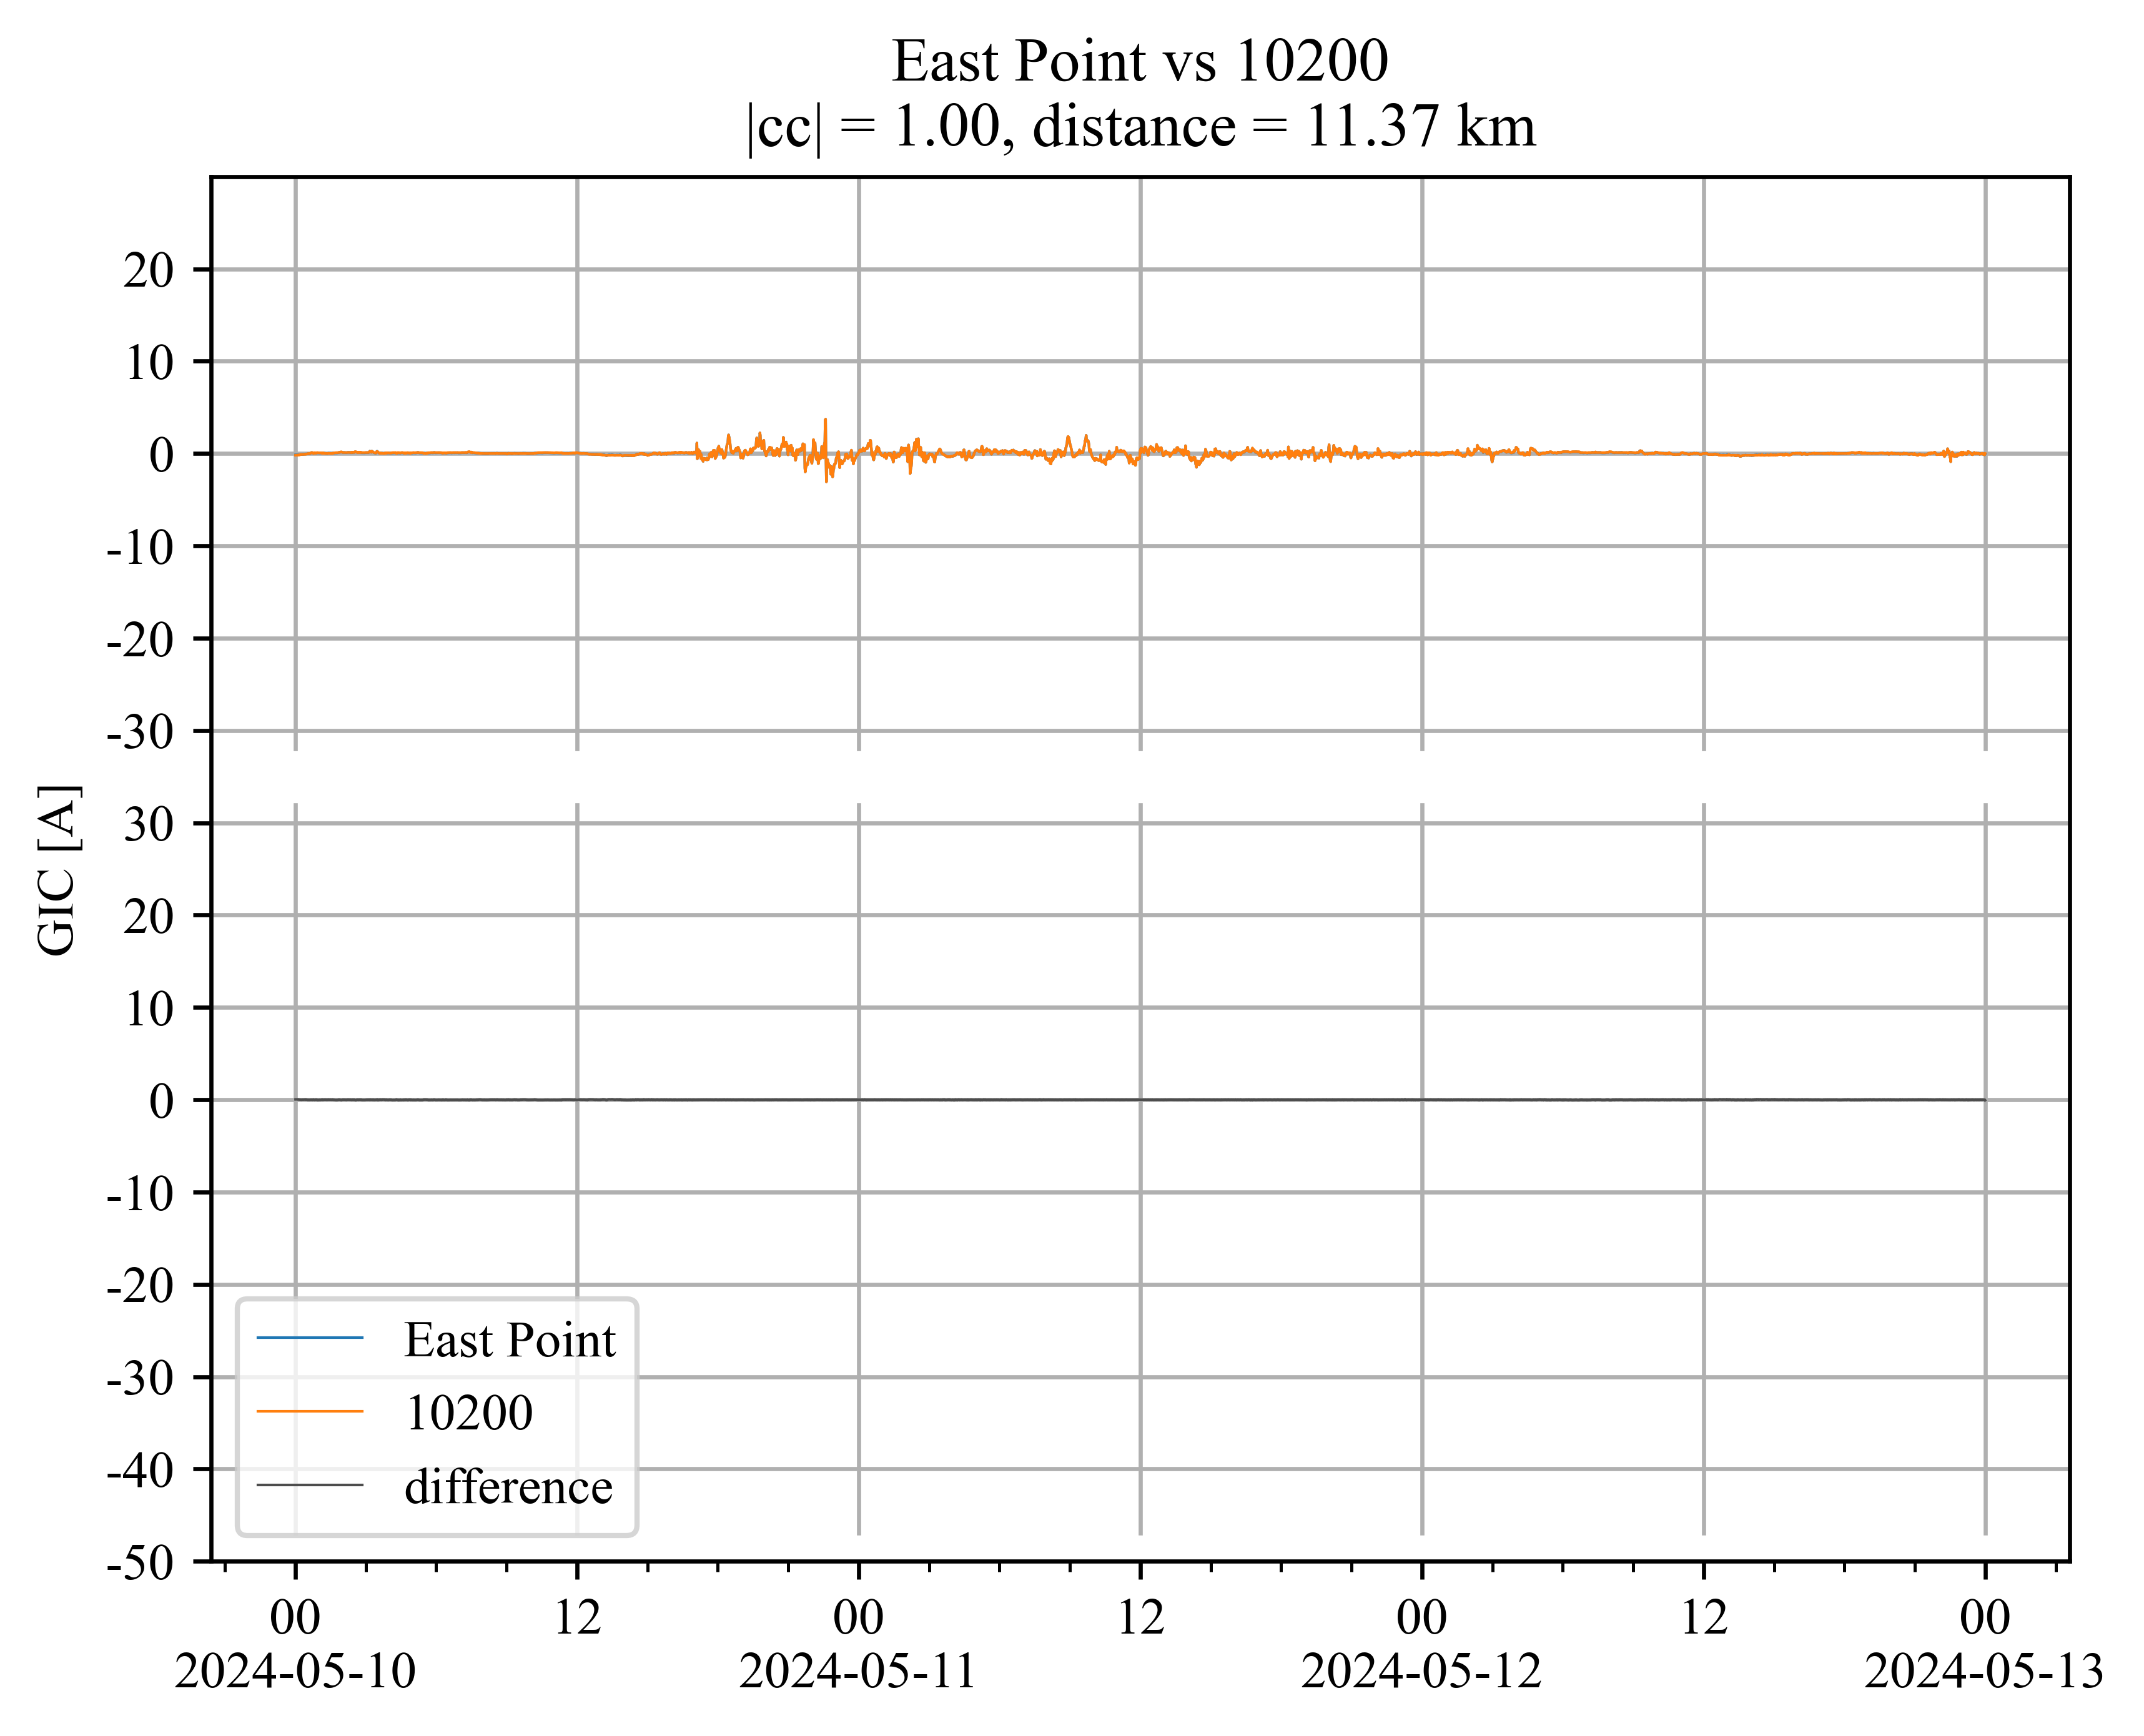 East Point vs 10200
|cc| = 1.00, distance = 11.37 km
GIC [A]
20
10
0
-10
-20
-30
30
20
10
0
-10
-20
-30
-40
-50
East Point
10200
difference
00 12 00 12 00 12 00
2024-05-10 2024-05-11 2024-05-12 2024-05-13